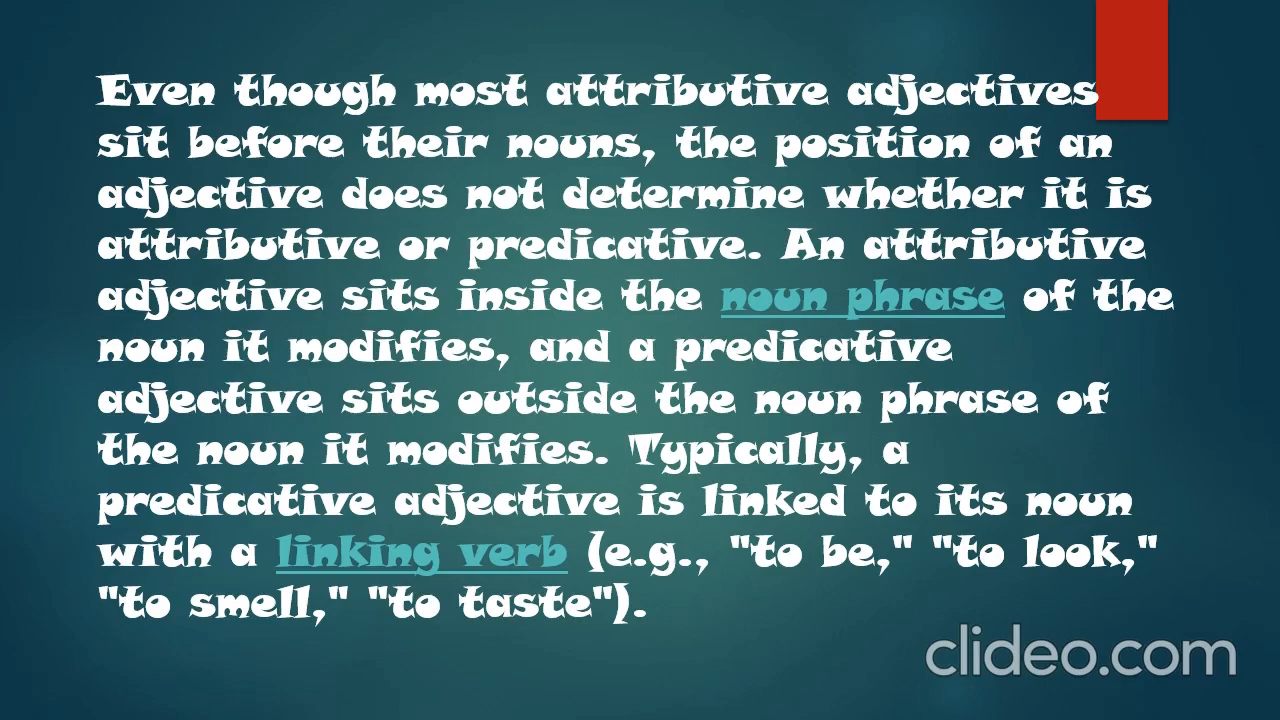 Even though most attributive adjectives
sit before their nouns, the position of an
adjective does not determine whether it is
attributive or predicative. An attributive
adjective sits inside the noun phrase of the
noun it modifies, and a predicative
adjective sits outside the noun phrase of
the noun it modifies. Typically, a
predicative adjective is linked to its noun
with a linking verb (e.g., "to be," "to look,"
"to smell," "to taste").
clideo.com